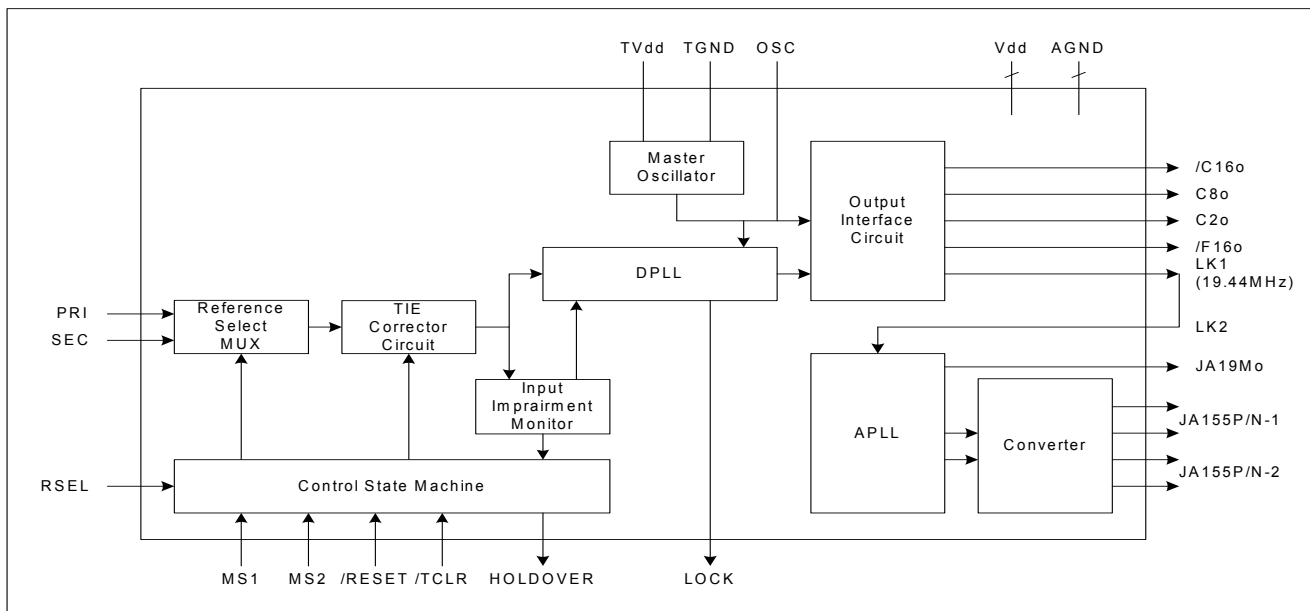 TVdd TGND OSC Vdd AGND
Master
Oscillator
Output
Interface
Circuit
/C16o
C8o
C2o
/F16o
LK1
(19.44MHz)
DPLL
PRI
SEC
Reference
Select
MUX
TIE
Corrector
Circuit
LK2
Input
Imprairment
Monitor
APLL
Converter
JA19Mo
JA155P/N-1
JA155P/N-2
RSEL
Control State Machine
MS1 MS2 /RESET /TCLR HOLDOVER LOCK